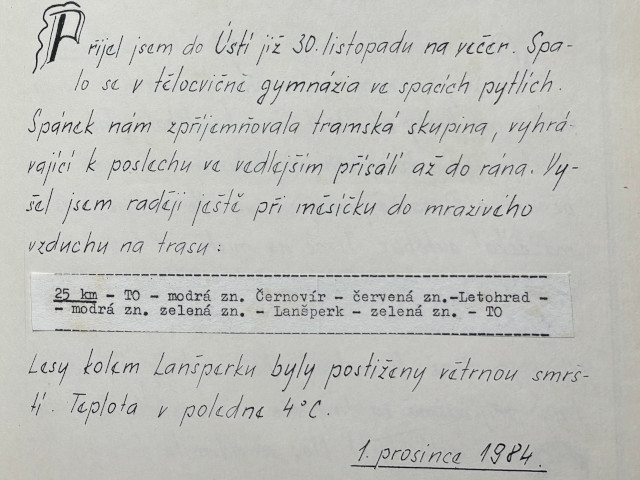 Přijel jsem do Ústí již 30. listopadu na večer. Spa-
lo se v tělocvičně gymnázia ve spacích pytlích.
Spánek nám zpříjemňovala tramská skupina, vyhrá-
vající k poslechu ve vedlejším přísálí až do rána. Vy-
šel jsem raději ještě při měsíčku do mrazivého
vzduchu na trasu:
25 km - TO - modrá zn. Černovír - červená zn.-Letohrad -
- modrá zn. zelená zn. - Lanšperk - zelená zn. - TO
Lesy kolem Lanšperku byly postiženy větrnou smrš-
tí. Teplota v poledne 4°C.
1. prosince 1984.